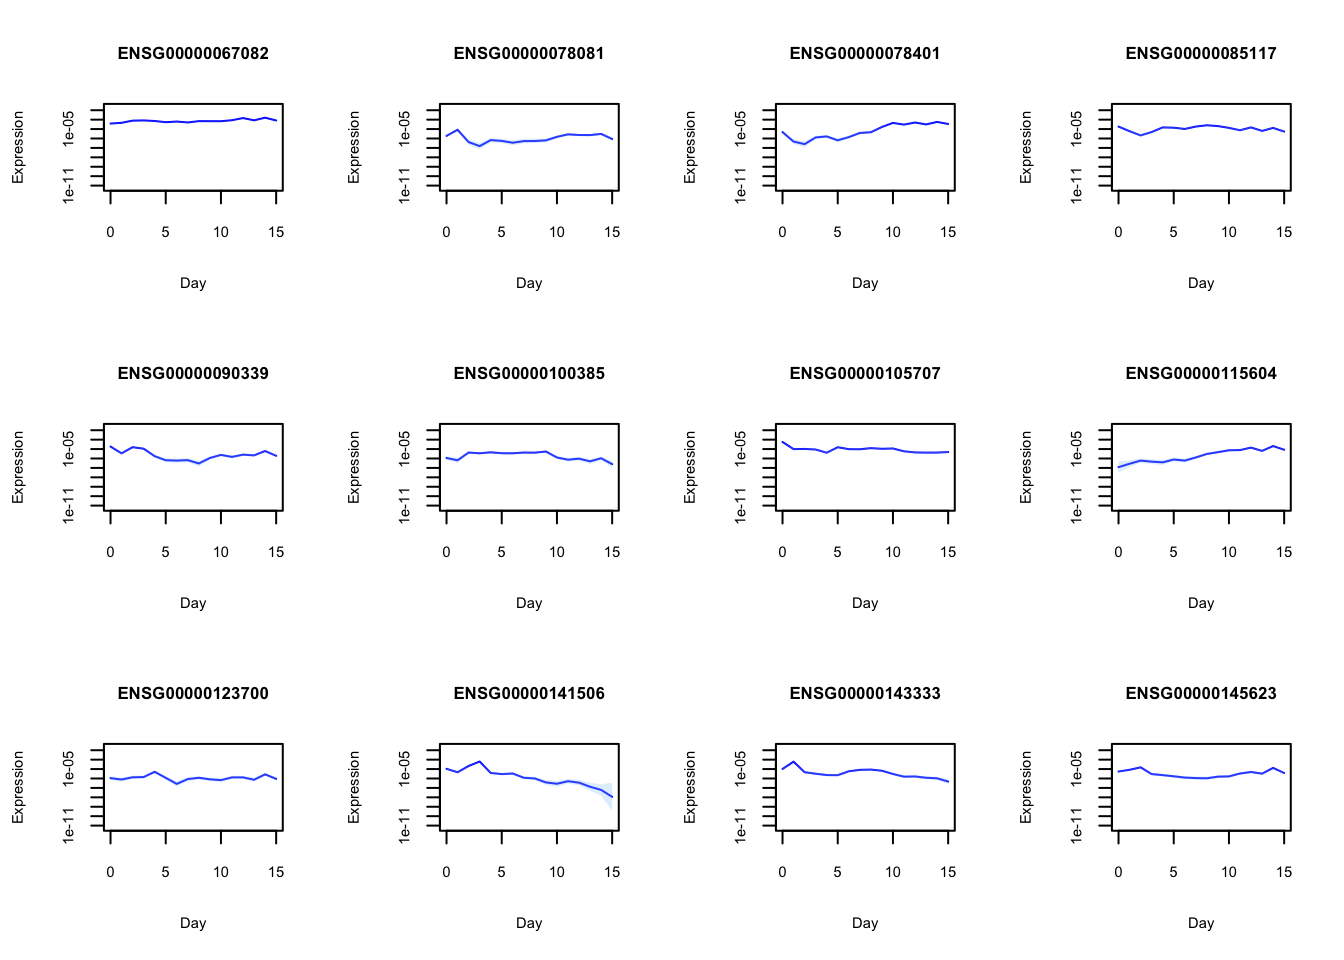 ENSG00000067082
Expression
1e-05
1e-11
0 5 10 15
Day
ENSG00000078081
Expression
1e-05
1e-11
0 5 10 15
Day
ENSG00000078401
Expression
1e-05
1e-11
0 5 10 15
Day
ENSG00000085117
Expression
1e-05
1e-11
0 5 10 15
Day
ENSG00000090339
Expression
1e-05
1e-11
0 5 10 15
Day
ENSG00000100385
Expression
1e-05
1e-11
0 5 10 15
Day
ENSG00000105707
Expression
1e-05
1e-11
0 5 10 15
Day
ENSG00000115604
Expression
1e-05
1e-11
0 5 10 15
Day
ENSG00000123700
Expression
1e-05
1e-11
0 5 10 15
Day
ENSG00000141506
Expression
1e-05
1e-11
0 5 10 15
Day
ENSG00000143333
Expression
1e-05
1e-11
0 5 10 15
Day
ENSG00000145623
Expression
1e-05
1e-11
0 5 10 15
Day